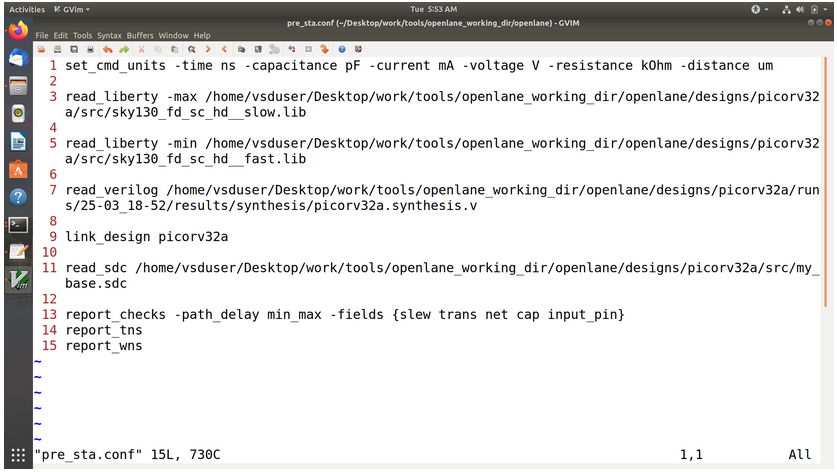 Activities GVim Tue 5:53 AM
pre_sta.conf (~/Desktop/work/tools/openlane_working_dir/openlane) - GVIM
File Edit Tools Syntax Buffers Window Help
1 set_cmd_units -time ns -capacitance pF -current mA -voltage V -resistance kOhm -distance um
2
3 read_liberty -max /home/vsduser/Desktop/work/tools/openlane_working_dir/openlane/designs/picorv32
a/src/sky130_fd_sc_hd__slow.lib
4
5 read_liberty -min /home/vsduser/Desktop/work/tools/openlane_working_dir/openlane/designs/picorv32
a/src/sky130_fd_sc_hd__fast.lib
6
7 read_verilog /home/vsduser/Desktop/work/tools/openlane_working_dir/openlane/designs/picorv32a/run
s/25-03_18-52/results/synthesis/picorv32a.synthesis.v
8
9 link_design picorv32a
10
11 read_sdc /home/vsduser/Desktop/work/tools/openlane_working_dir/openlane/designs/picorv32a/src/my_
base.sdc
12
13 report_checks -path_delay min_max -fields {slew trans net cap input_pin}
14 report_tns
15 report_wns
~
~
~
~
~
~
"pre_sta.conf" 15L, 730C 1,1 All